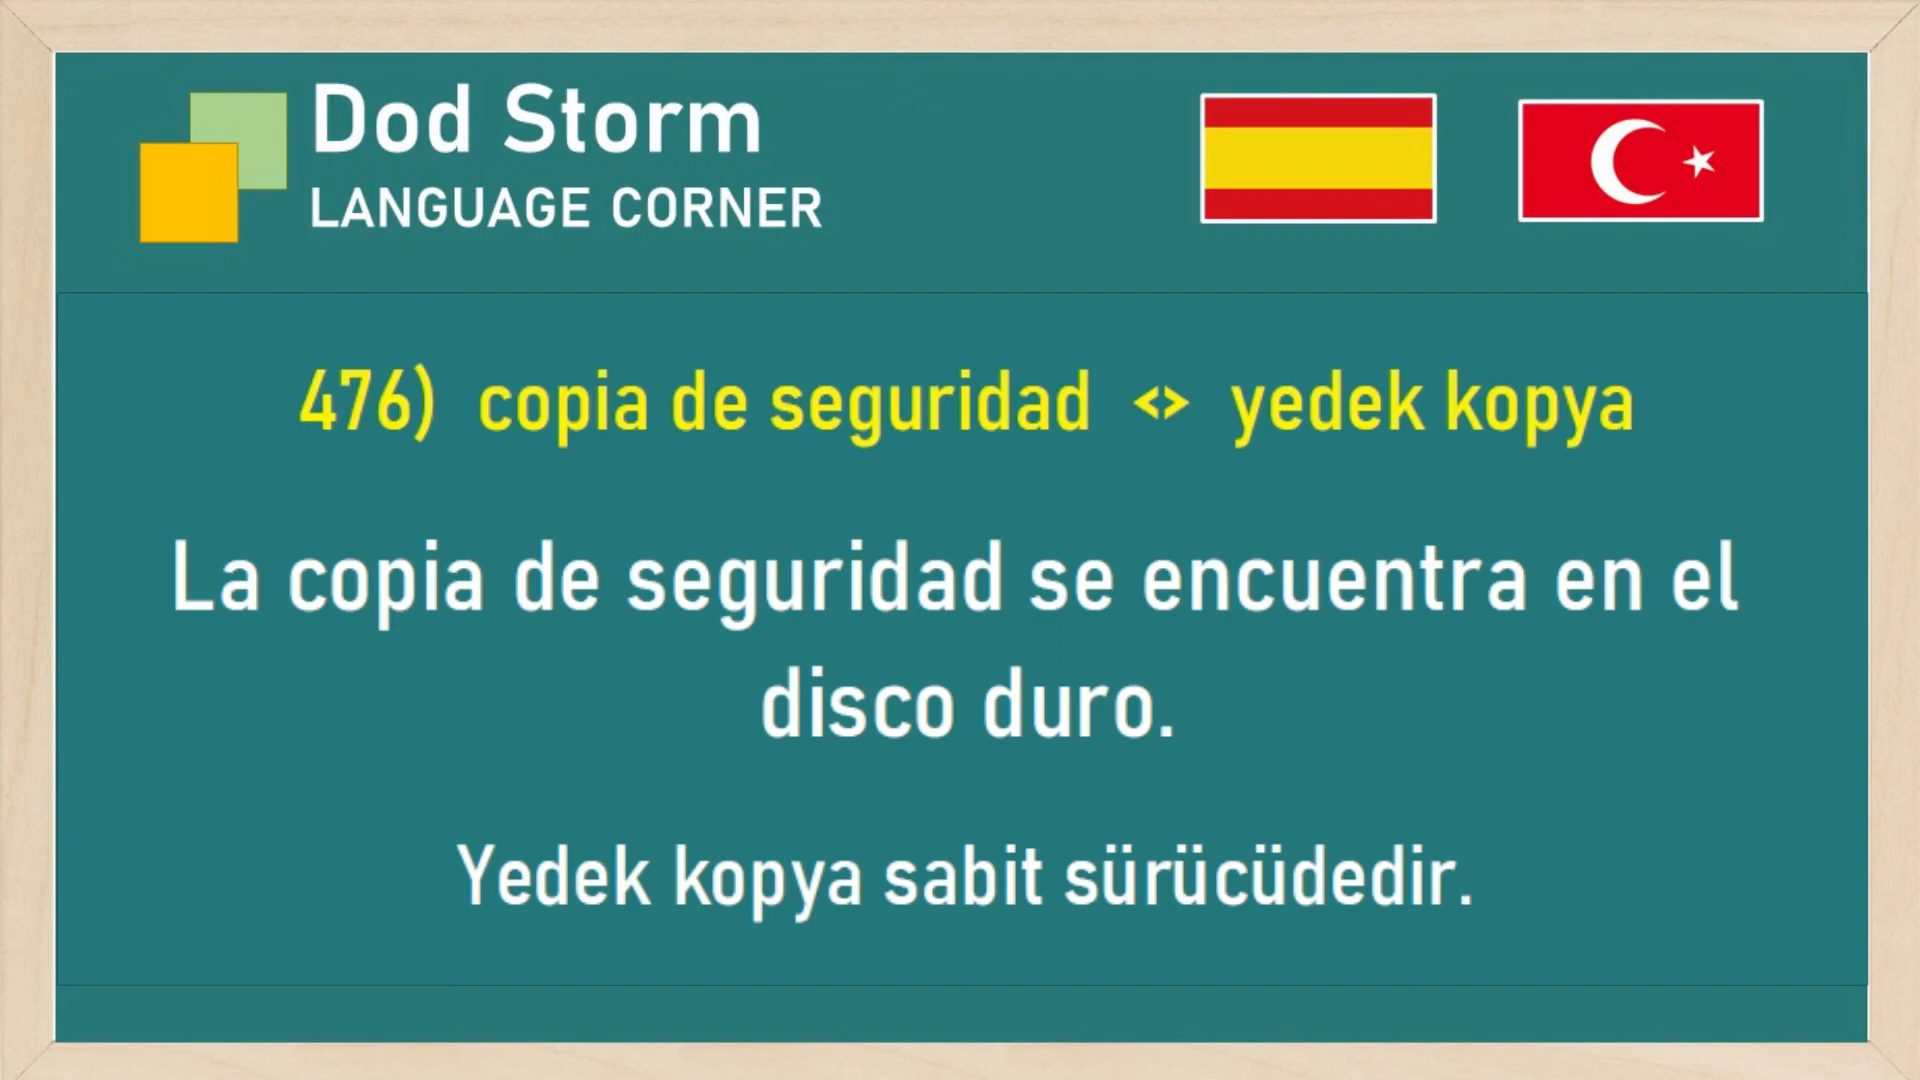 Dod Storm
LANGUAGE CORNER
476) copia de seguridad <> yedek kopya
La copia de seguridad se encuentra en el
disco duro.
Yedek kopya sabit sürücüdedir.